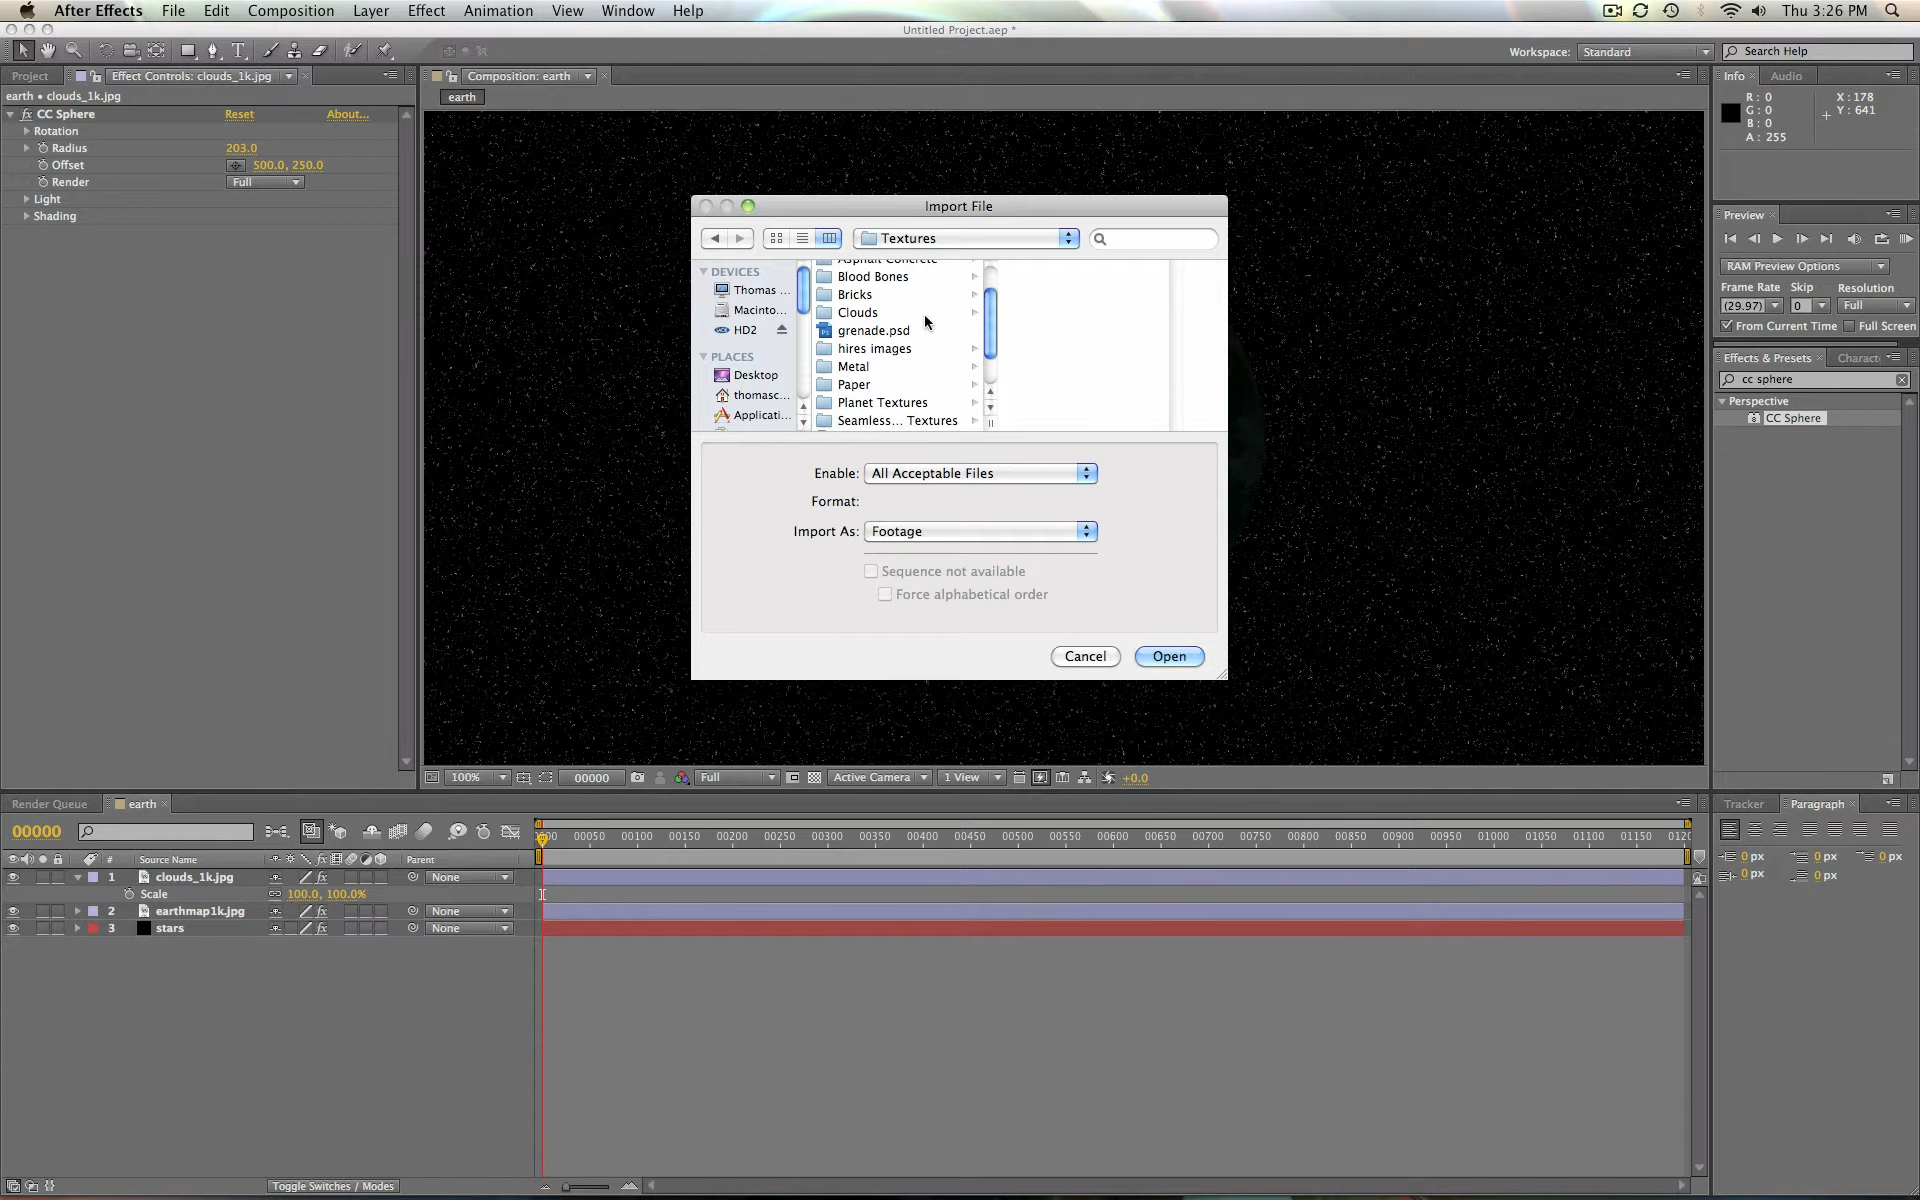 After Effects File Edit Composition Layer Effect Animation View Window Help Thu 3:26 PM
Untitled Project.aep *
Workspace: Standard Search Help
Project Effect Controls: clouds_1k.jpg
earth • clouds_1k.jpg
CC Sphere Reset About...
Rotation
Radius 203.0
Offset 500.0, 250.0
Render Full
Light
Shading
Composition: earth
earth
Import File
Textures
DEVICES
Thomas ...
Macinto...
HD2
PLACES
Desktop
thomasc...
Applicati...
Asphalt Concrete
Blood Bones
Bricks
Clouds
grenade.psd
hires images
Metal
Paper
Planet Textures
Seamless... Textures
Enable: All Acceptable Files
Format:
Import As: Footage
Sequence not available
Force alphabetical order
Cancel Open
100% 00000 Full Active Camera 1 View +0.0
Info Audio
R: 0 X: 178
G: 0 Y: 641
B: 0
A: 255
Preview
RAM Preview Options
Frame Rate Skip Resolution
(29.97) 0 Full
From Current Time Full Screen
Effects & Presets Charact
cc sphere
Perspective
CC Sphere
Render Queue earth
00000
00050 00100 00150 00200 00250 00300 00350 00400 00450 00500 00550 00600 00650 00700 00750 00800 00850 00900 00950 01000 01050 01100 01150 0120
# Source Name Parent
1 clouds_1k.jpg None
Scale 100.0, 100.0%
2 earthmap1k.jpg None
3 stars None
Toggle Switches / Modes
Tracker Paragraph
0 px 0 px 0 px
0 px 0 px